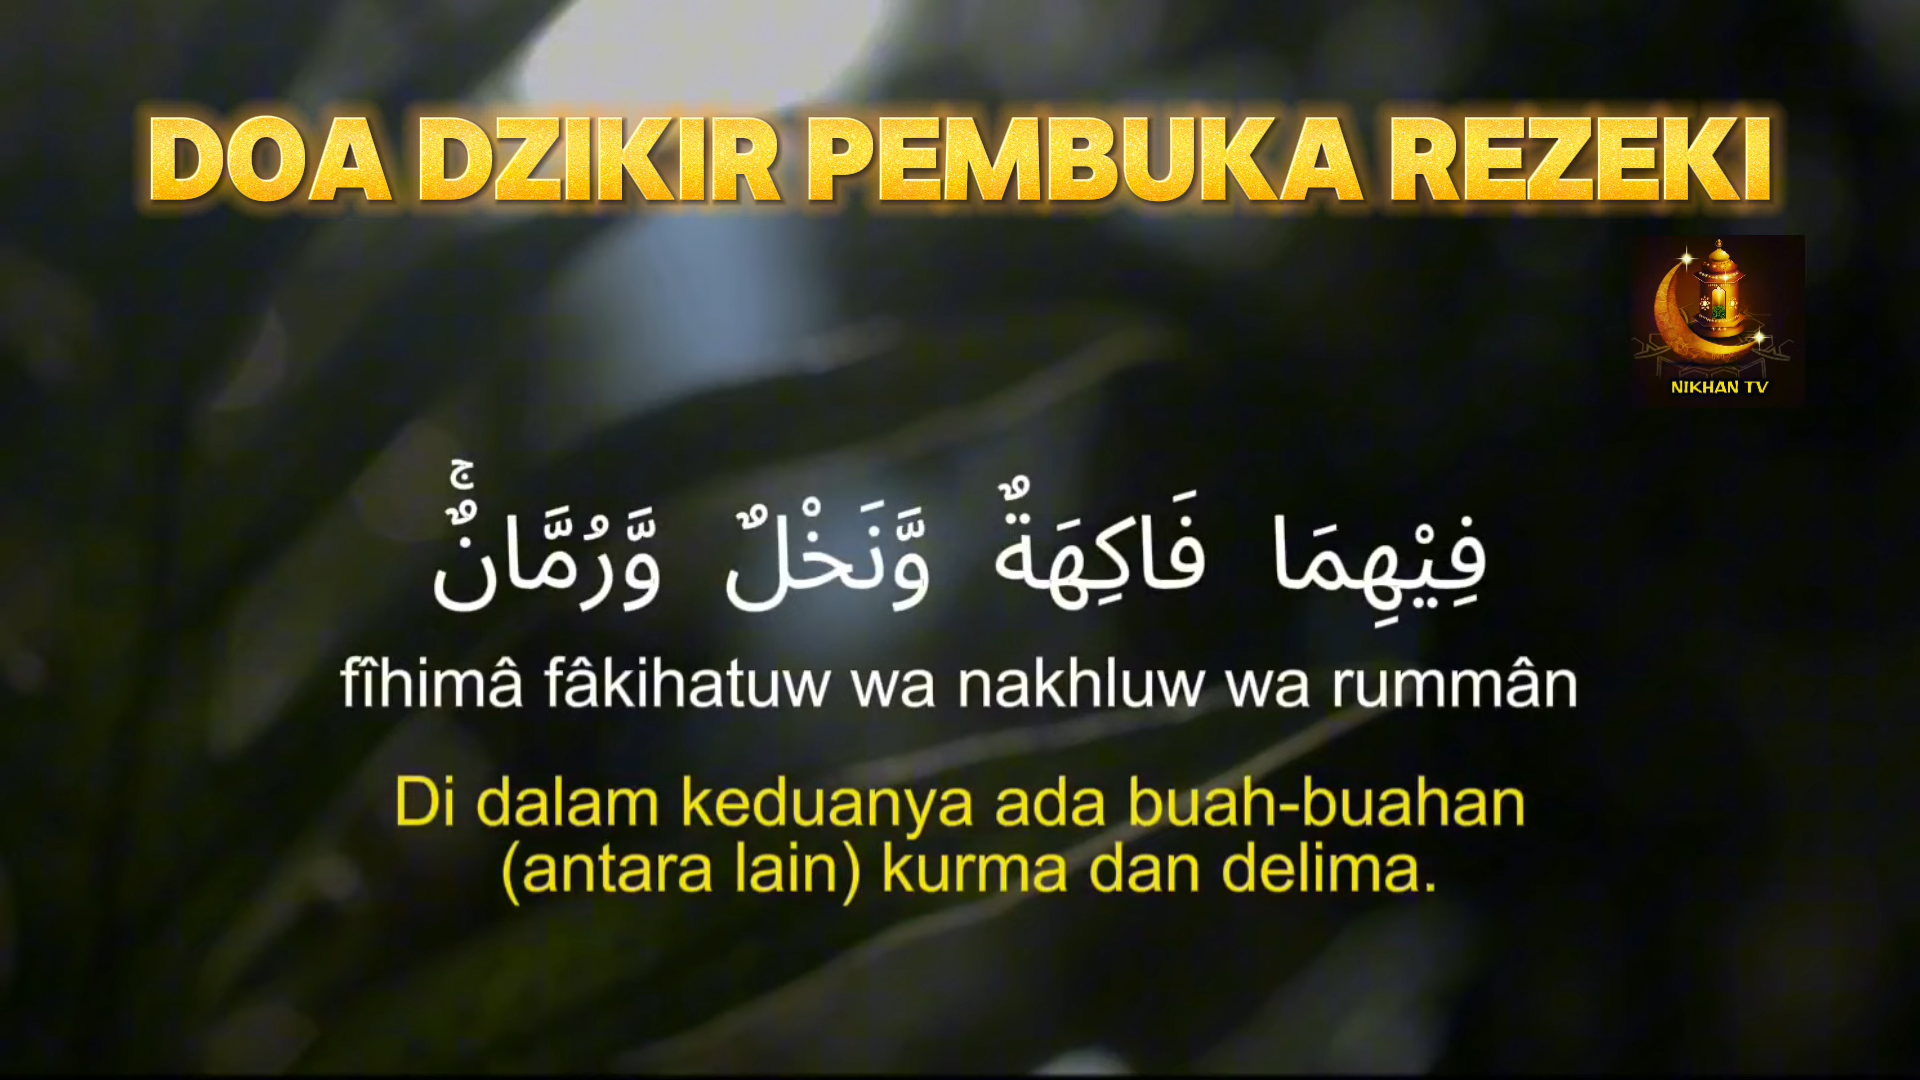 DOA DZIKIR PEMBUKA REZEKI
NIKHAN TV
فِيْهِمَا فَاكِهَةٌ وَّنَخْلٌ وَّرُمَّانٌۚ
fîhimâ fâkihatuw wa nakhluw wa rummân
Di dalam keduanya ada buah-buahan
(antara lain) kurma dan delima.